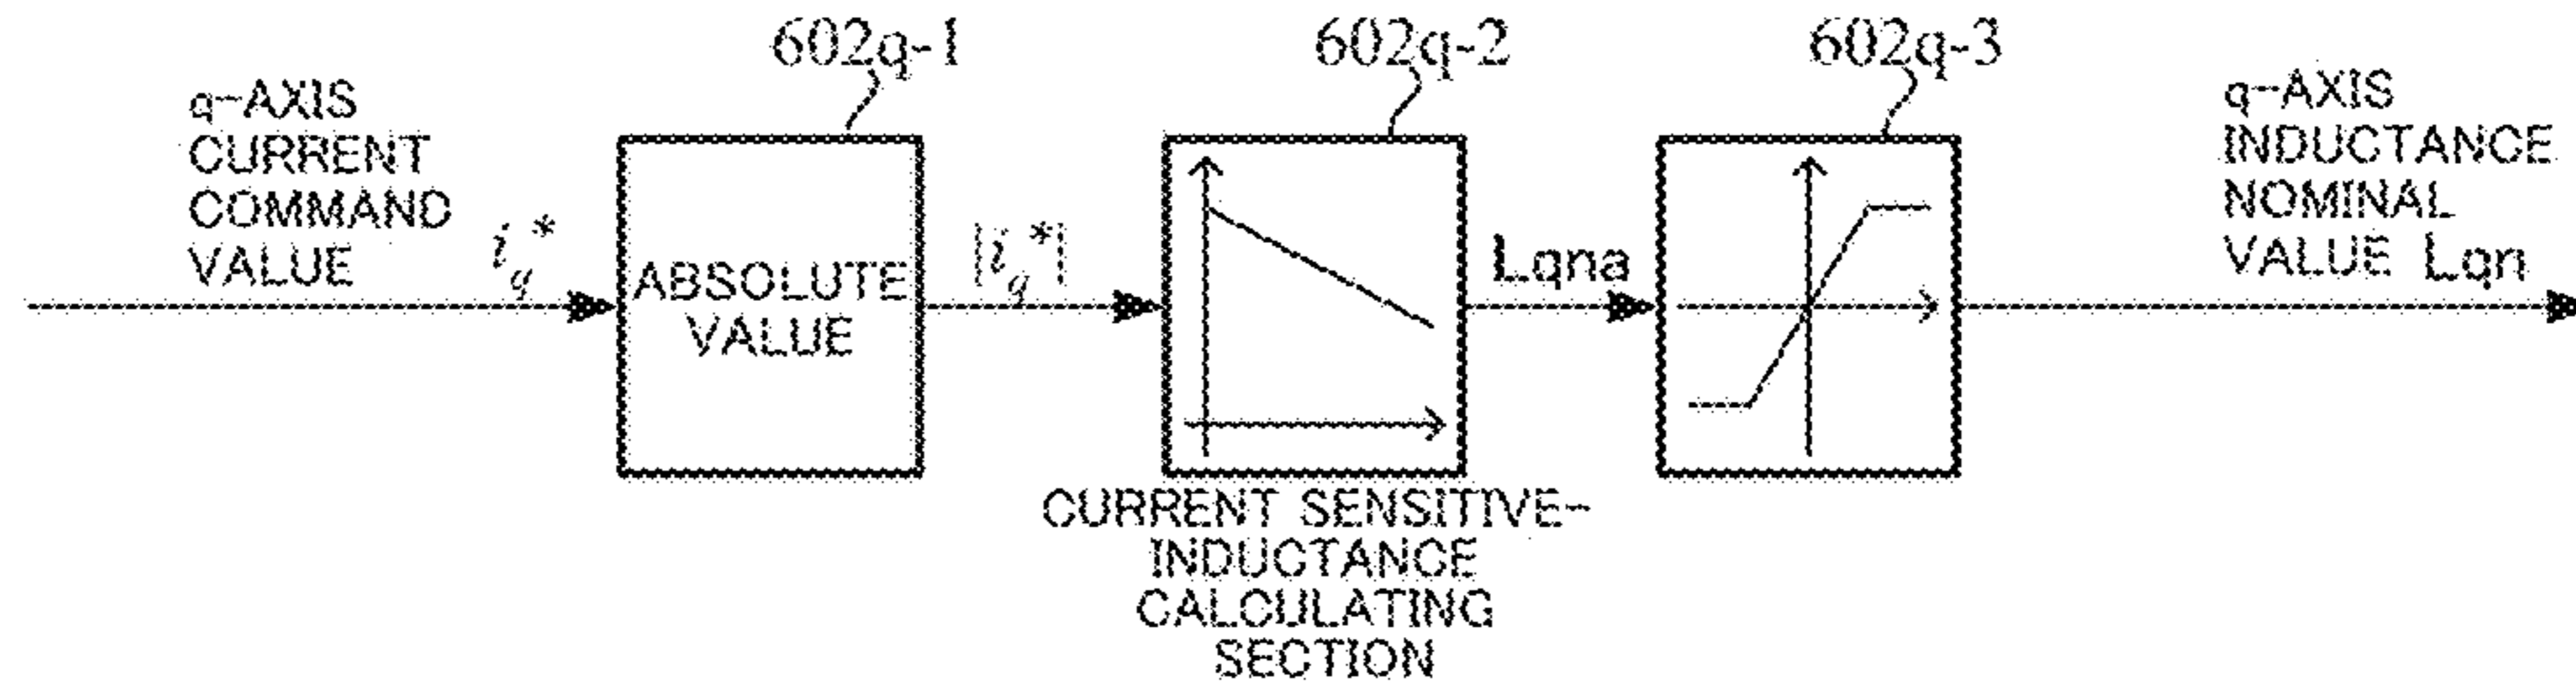 602q-1
602q-2
602q-3
q-AXIS
CURRENT
COMMAND
VALUE
i_q*
ABSOLUTE
VALUE
|i_q*|
CURRENT SENSITIVE-
INDUCTANCE
CALCULATING
SECTION
Lqna
q-AXIS
INDUCTANCE
NOMINAL
VALUE Lqn